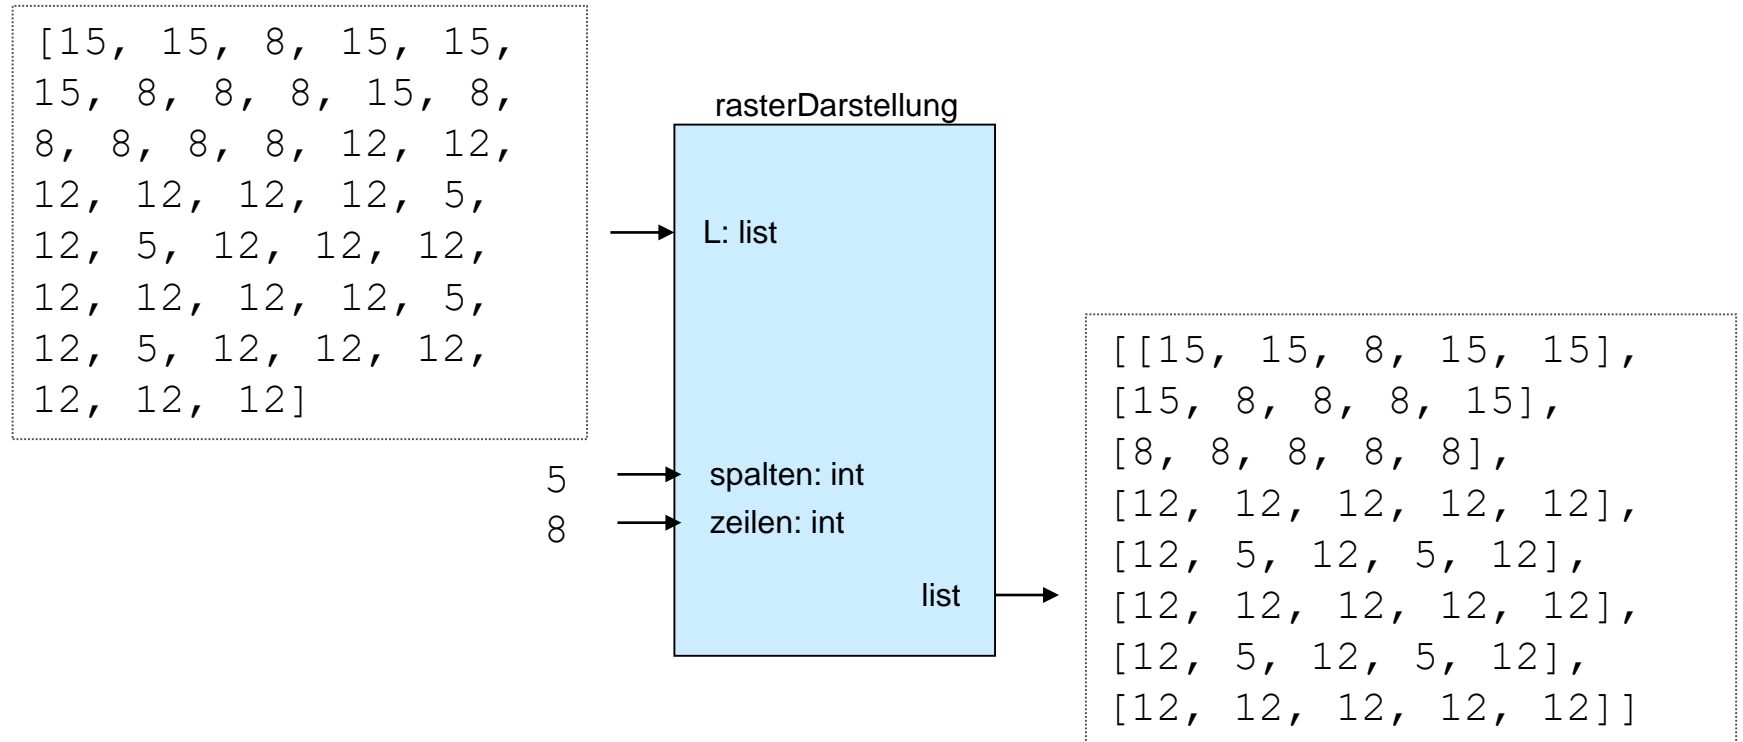 [15, 15, 8, 15, 15,
15, 8, 8, 8, 15, 8,
8, 8, 8, 8, 12, 12,
12, 12, 12, 12, 5,
12, 5, 12, 12, 12,
12, 12, 12, 12, 5,
12, 5, 12, 12, 12,
12, 12, 12]
rasterDarstellung
L: list
5
spalten: int
8
zeilen: int
list
[[15, 15, 8, 15, 15],
[15, 8, 8, 8, 15],
[8, 8, 8, 8, 8],
[12, 12, 12, 12, 12],
[12, 5, 12, 5, 12],
[12, 12, 12, 12, 12],
[12, 5, 12, 5, 12],
[12, 12, 12, 12, 12]]